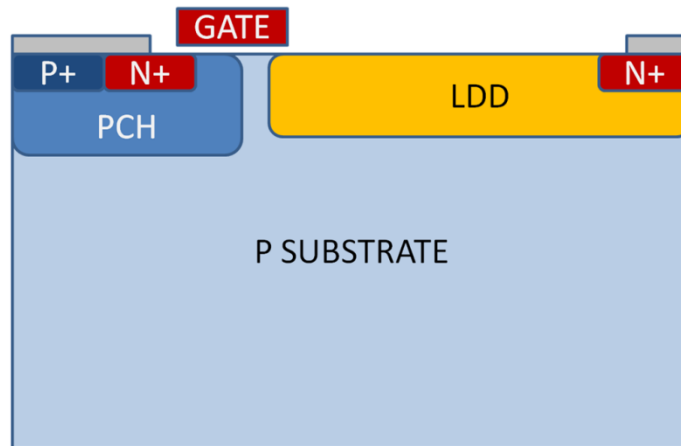 GATE
P+ N+ N+
LDD
PCH
P SUBSTRATE